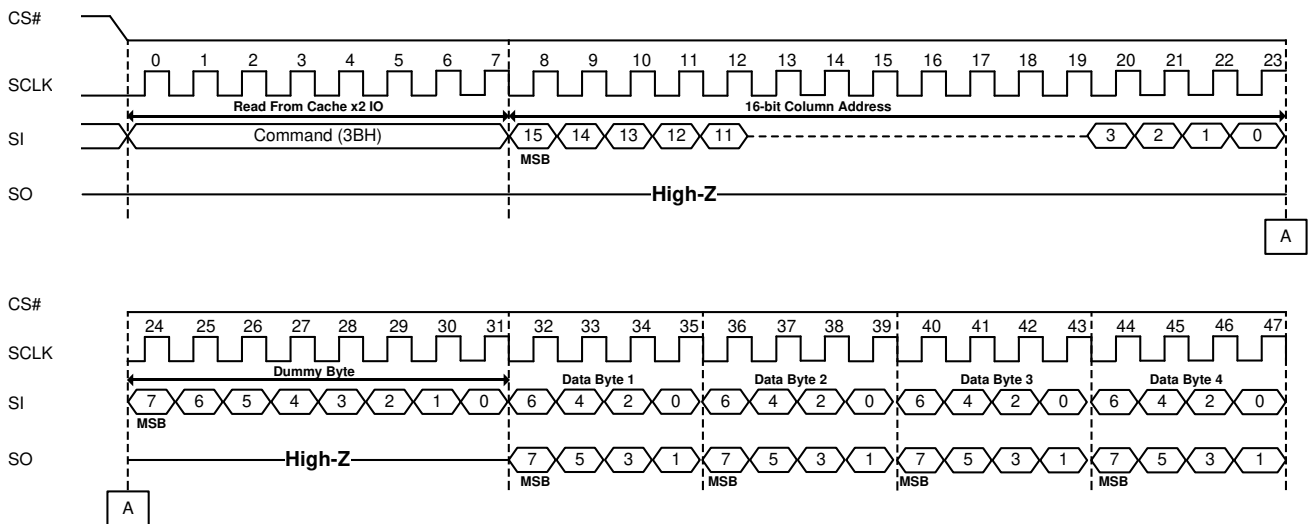 CS#
0 1 2 3 4 5 6 7 8 9 10 11 12 13 14 15 16 17 18 19 20 21 22 23
SCLK
Read From Cache x2 IO 16-bit Column Address
SI Command (3BH) 15 14 13 12 11 3 2 1 0
MSB
SO High-Z
A
CS#
24 25 26 27 28 29 30 31 32 33 34 35 36 37 38 39 40 41 42 43 44 45 46 47
SCLK
Dummy Byte Data Byte 1 Data Byte 2 Data Byte 3 Data Byte 4
SI 7 6 5 4 3 2 1 0 6 4 2 0 6 4 2 0 6 4 2 0 6 4 2 0
MSB
SO High-Z 7 5 3 1 7 5 3 1 7 5 3 1 7 5 3 1
MSB MSB MSB MSB
A